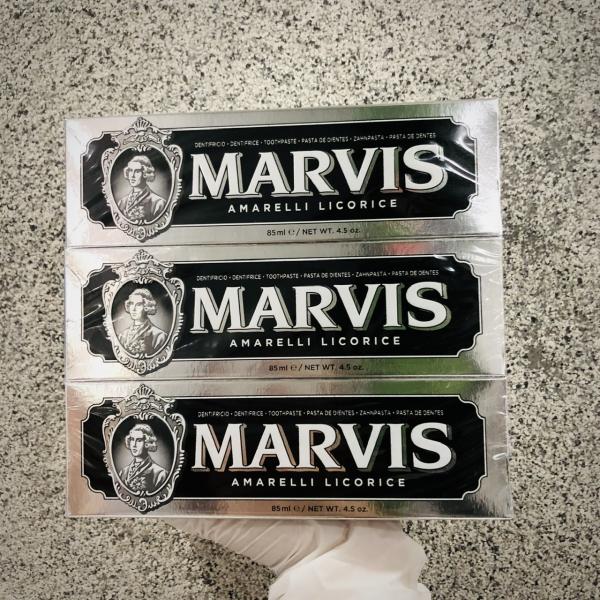 DENTIFRICIO • DENTIFRICE • TOOTHPASTE • PASTA DE DIENTES • ZAHNPASTA • PASTA DE DENTES
MARVIS
AMARELLI LICORICE
85ml ℮ / NET WT. 4.5 oz.
DENTIFRICIO • DENTIFRICE • TOOTHPASTE • PASTA DE DIENTES • ZAHNPASTA • PASTA DE DENTES
MARVIS
AMARELLI LICORICE
85ml ℮ / NET WT. 4.5 oz.
DENTIFRICIO • DENTIFRICE • TOOTHPASTE • PASTA DE DIENTES • ZAHNPASTA • PASTA DE DENTES
MARVIS
AMARELLI LICORICE
85ml ℮ / NET WT. 4.5 oz.